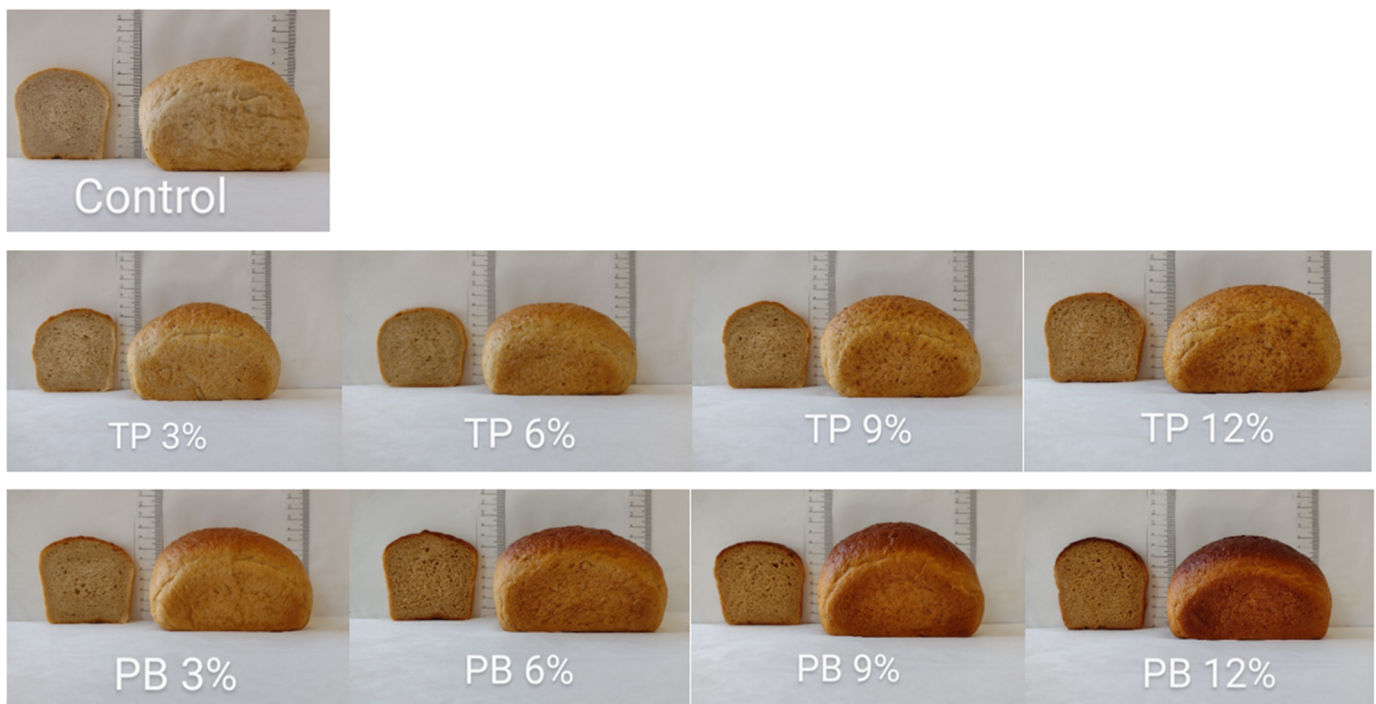 Control
TP 3%
TP 6%
TP 9%
TP 12%
PB 3%
PB 6%
PB 9%
PB 12%